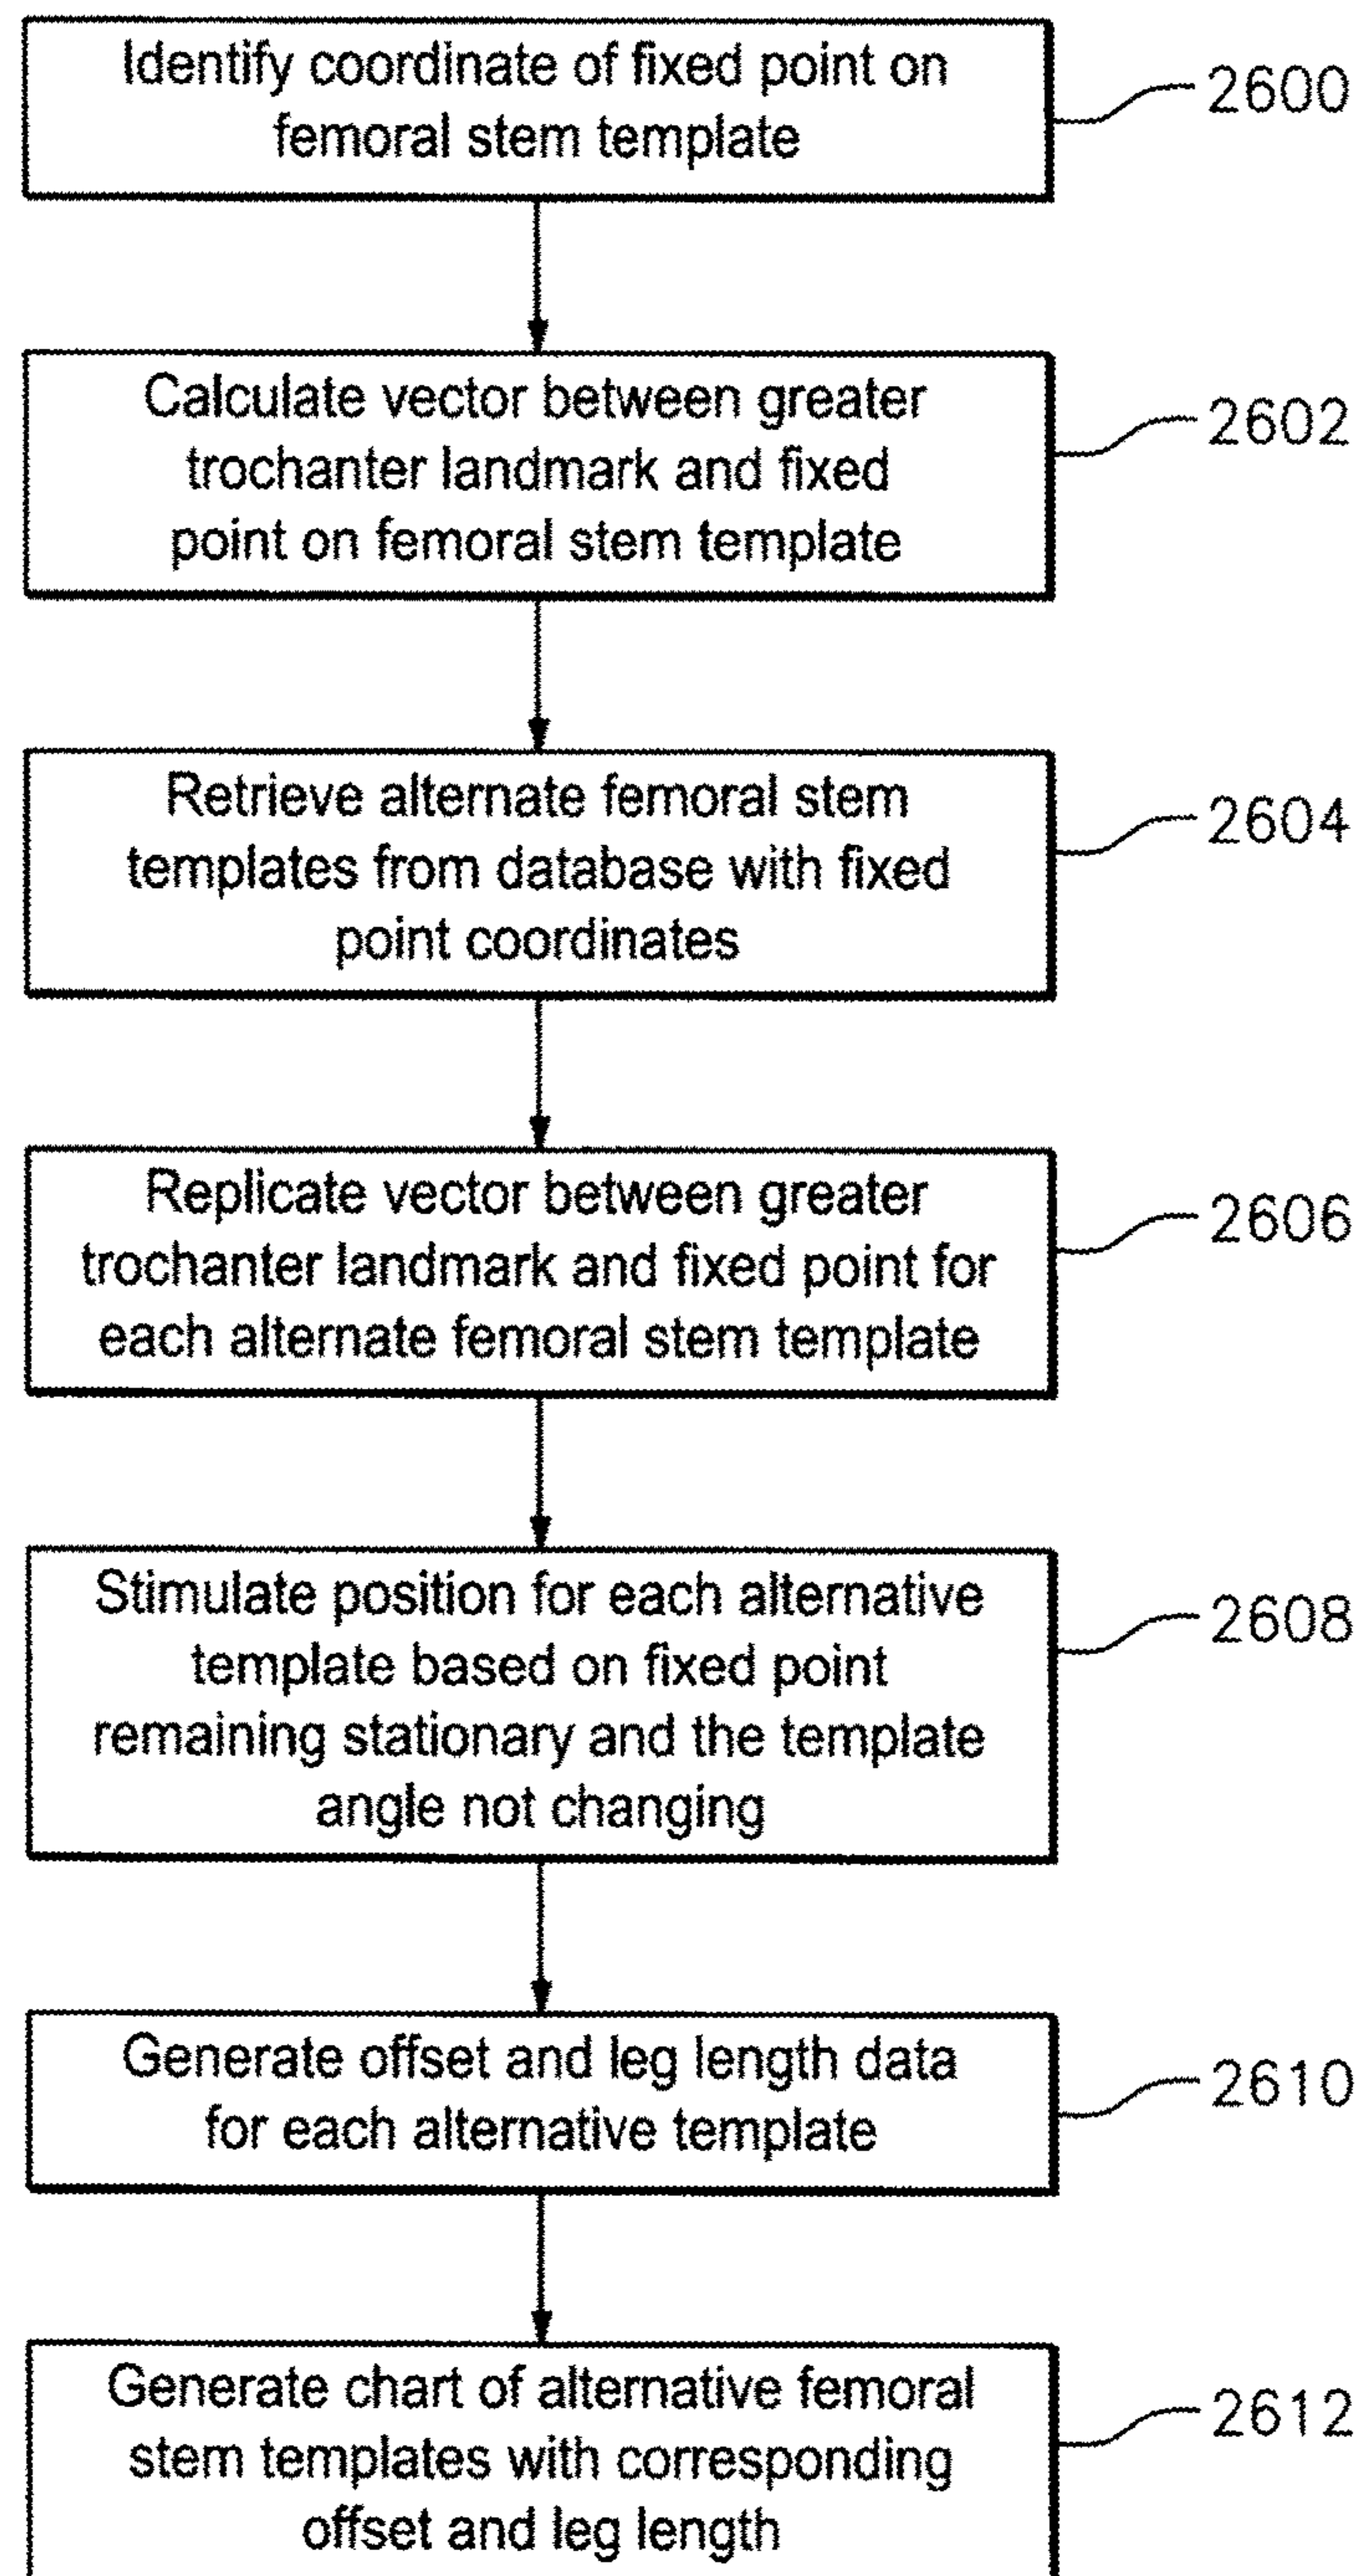 Identify coordinate of fixed point on
femoral stem template
2600
Calculate vector between greater
trochanter landmark and fixed
point on femoral stem template
2602
Retrieve alternate femoral stem
templates from database with fixed
point coordinates
2604
Replicate vector between greater
trochanter landmark and fixed point for
each alternate femoral stem template
2606
Stimulate position for each alternative
template based on fixed point
remaining stationary and the template
angle not changing
2608
Generate offset and leg length data
for each alternative template
2610
Generate chart of alternative femoral
stem templates with corresponding
offset and leg length
2612